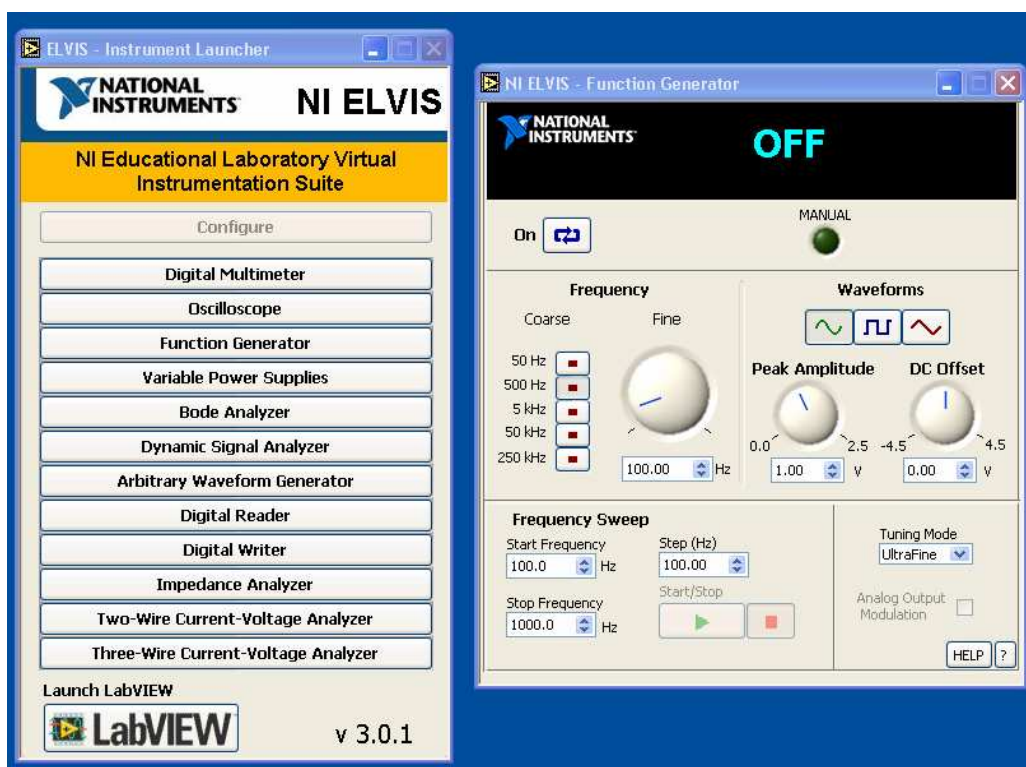 ELVIS - Instrument Launcher
NATIONAL
INSTRUMENTS
NI ELVIS
NI Educational Laboratory Virtual
Instrumentation Suite
Configure
Digital Multimeter
Oscilloscope
Function Generator
Variable Power Supplies
Bode Analyzer
Dynamic Signal Analyzer
Arbitrary Waveform Generator
Digital Reader
Digital Writer
Impedance Analyzer
Two-Wire Current-Voltage Analyzer
Three-Wire Current-Voltage Analyzer
Launch LabVIEW
LabVIEW
v 3.0.1
NI ELVIS - Function Generator
NATIONAL
INSTRUMENTS
OFF
On
MANUAL
Frequency
Coarse Fine
50 Hz
500 Hz
5 kHz
50 kHz
250 kHz
100.00 Hz
Waveforms
Peak Amplitude DC Offset
0.0 2.5 -4.5 4.5
1.00 V 0.00 V
Frequency Sweep
Start Frequency Step (Hz)
100.0 Hz 100.00
Stop Frequency Start/Stop
1000.0 Hz
Tuning Mode
UltraFine
Analog Output
Modulation
HELP ?